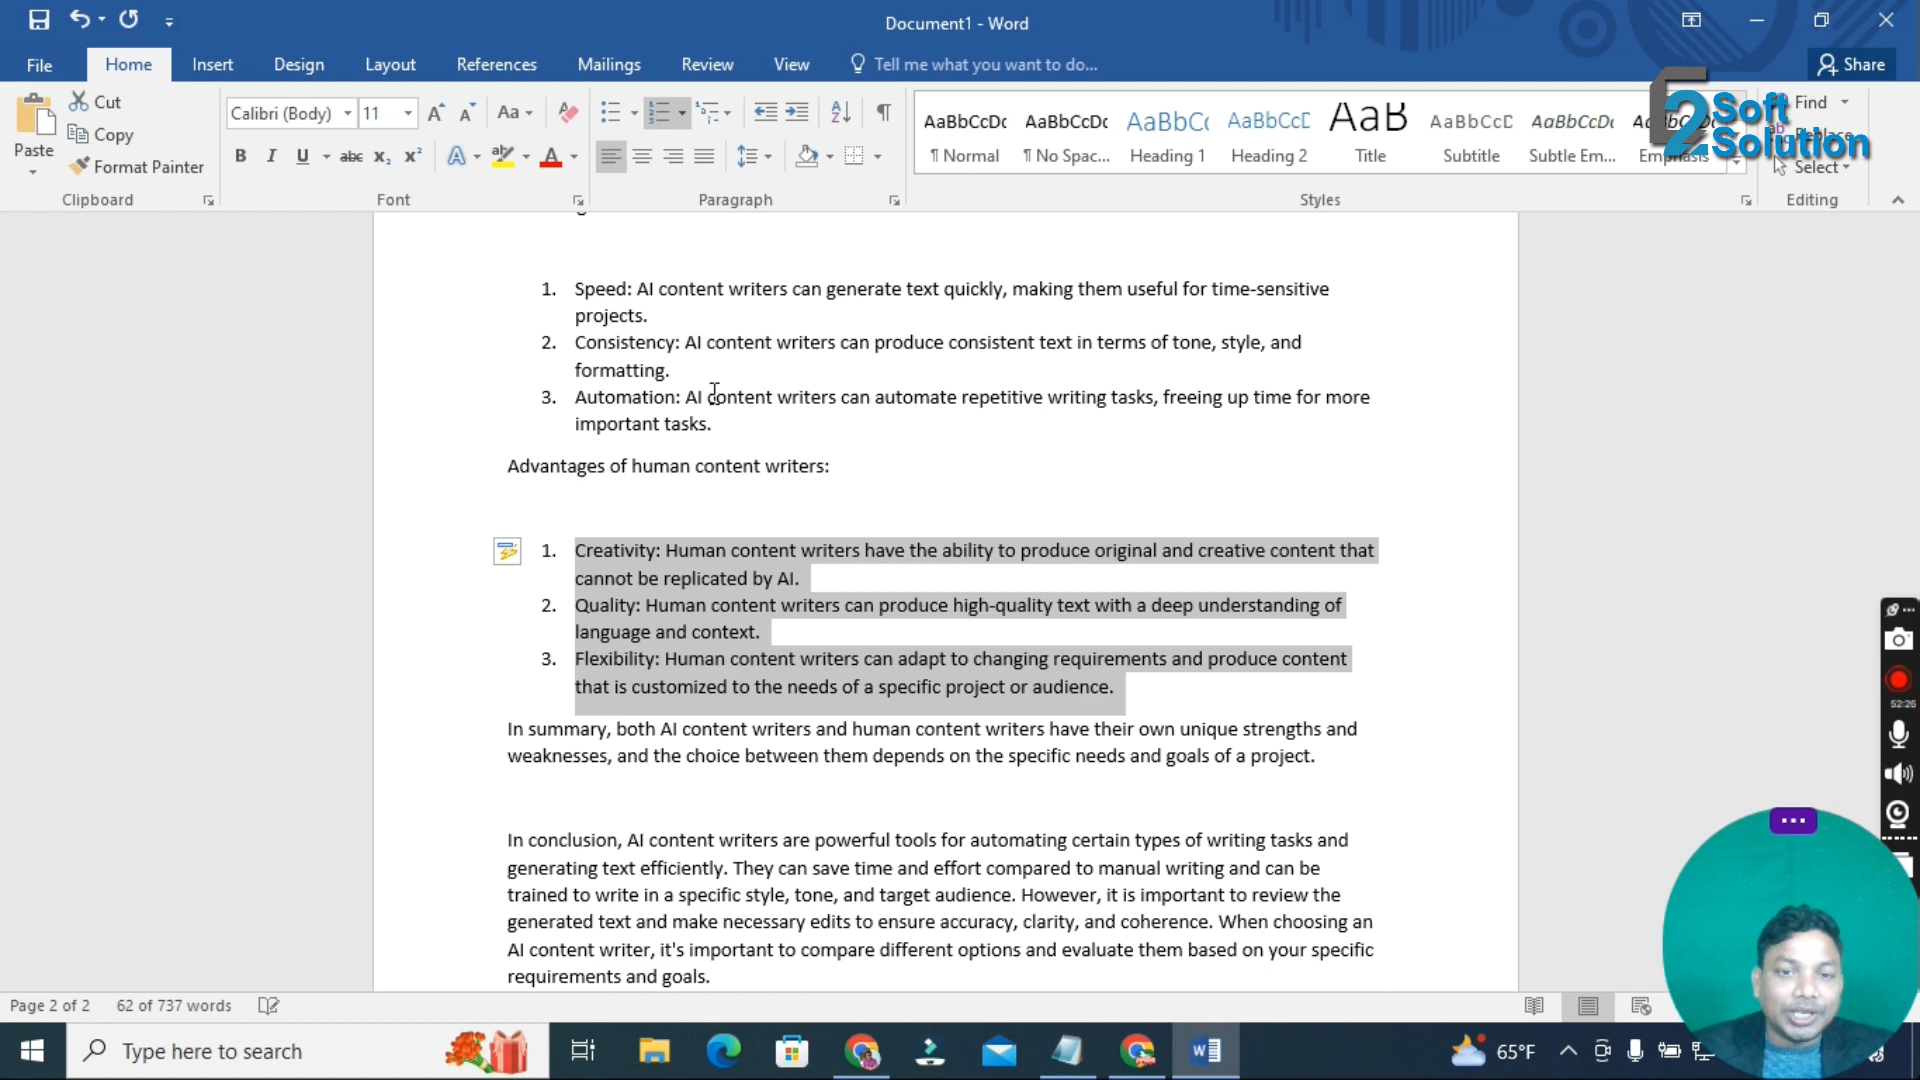 Document1 - Word
File Home Insert Design Layout References Mailings Review View Tell me what you want to do... Share
Cut
Copy
Paste
Format Painter
Clipboard
Calibri (Body) 11
Font
Paragraph
AaBbCcDc AaBbCcDc AaBbCc AaBbCcC AaB AaBbCcD AaBbCcDc
¶ Normal ¶ No Spac... Heading 1 Heading 2 Title Subtitle Subtle Em... Emphasis
Styles
Find
Replace
Select
Editing
2 Soft Solution
1. Speed: AI content writers can generate text quickly, making them useful for time-sensitive
projects.
2. Consistency: AI content writers can produce consistent text in terms of tone, style, and
formatting.
3. Automation: AI content writers can automate repetitive writing tasks, freeing up time for more
important tasks.
Advantages of human content writers:
1. Creativity: Human content writers have the ability to produce original and creative content that
cannot be replicated by AI.
2. Quality: Human content writers can produce high-quality text with a deep understanding of
language and context.
3. Flexibility: Human content writers can adapt to changing requirements and produce content
that is customized to the needs of a specific project or audience.
In summary, both AI content writers and human content writers have their own unique strengths and
weaknesses, and the choice between them depends on the specific needs and goals of a project.
In conclusion, AI content writers are powerful tools for automating certain types of writing tasks and
generating text efficiently. They can save time and effort compared to manual writing and can be
trained to write in a specific style, tone, and target audience. However, it is important to review the
generated text and make necessary edits to ensure accuracy, clarity, and coherence. When choosing an
AI content writer, it's important to compare different options and evaluate them based on your specific
requirements and goals.
52:26
Page 2 of 2 62 of 737 words
Type here to search
65°F